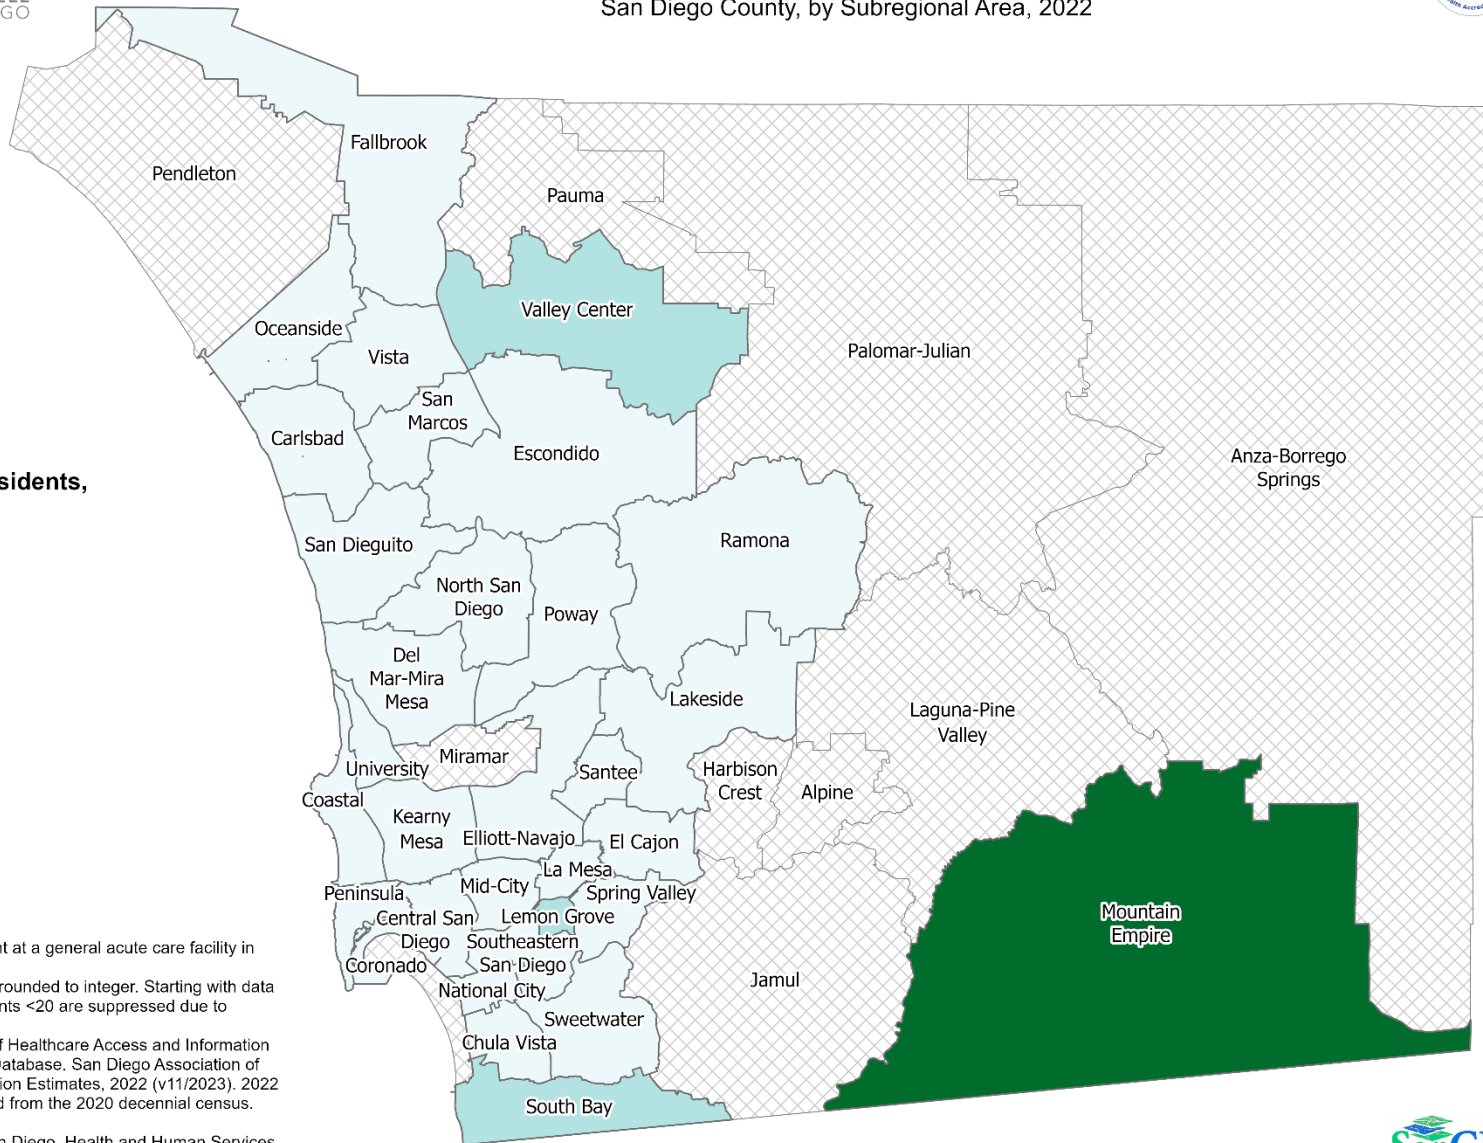 GO
San Diego County, by Subregional Area, 2022
Fallbrook
Pendleton
Pauma
Valley Center
Oceanside
Vista
Palomar-Julian
San
Marcos
Carlsbad
Escondido
Anza-Borrego
Springs
sidents,
San Dieguito
Ramona
North San
Diego
Poway
Del
Mar-Mira
Mesa
Lakeside
Laguna-Pine
Valley
Miramar
University
Santee
Harbison
Crest
Alpine
Coastal
Kearny
Mesa
Elliott-Navajo
El Cajon
La Mesa
Mid-City
Spring Valley
Peninsula
Central San
Diego
Lemon Grove
Mountain
Empire
Southeastern
San Diego
Coronado
Jamul
National City
Sweetwater
Chula Vista
South Bay
nt at a general acute care facility in
rounded to integer. Starting with data
nts <20 are suppressed due to
f Healthcare Access and Information
Database. San Diego Association of
ion Estimates, 2022 (v11/2023). 2022
d from the 2020 decennial census.
n Diego, Health and Human Services